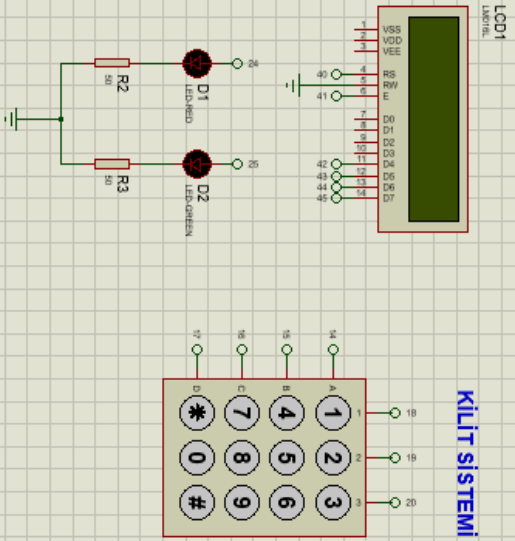 LCD1
LM016L
1 VSS
2 VDD
3 VEE
40 4 RS
5 RW
41 6 E
7 D0
8 D1
9 D2
10 D3
42 11 D4
43 12 D5
44 13 D6
45 14 D7
24
D1
LED-RED
R2
50
25
D2
LED-GREEN
R3
50
KİLİT SİSTEMİ
18 19 20
1 2 3
14 A 1 2 3
15 B 4 5 6
16 C 7 8 9
17 D * 0 #